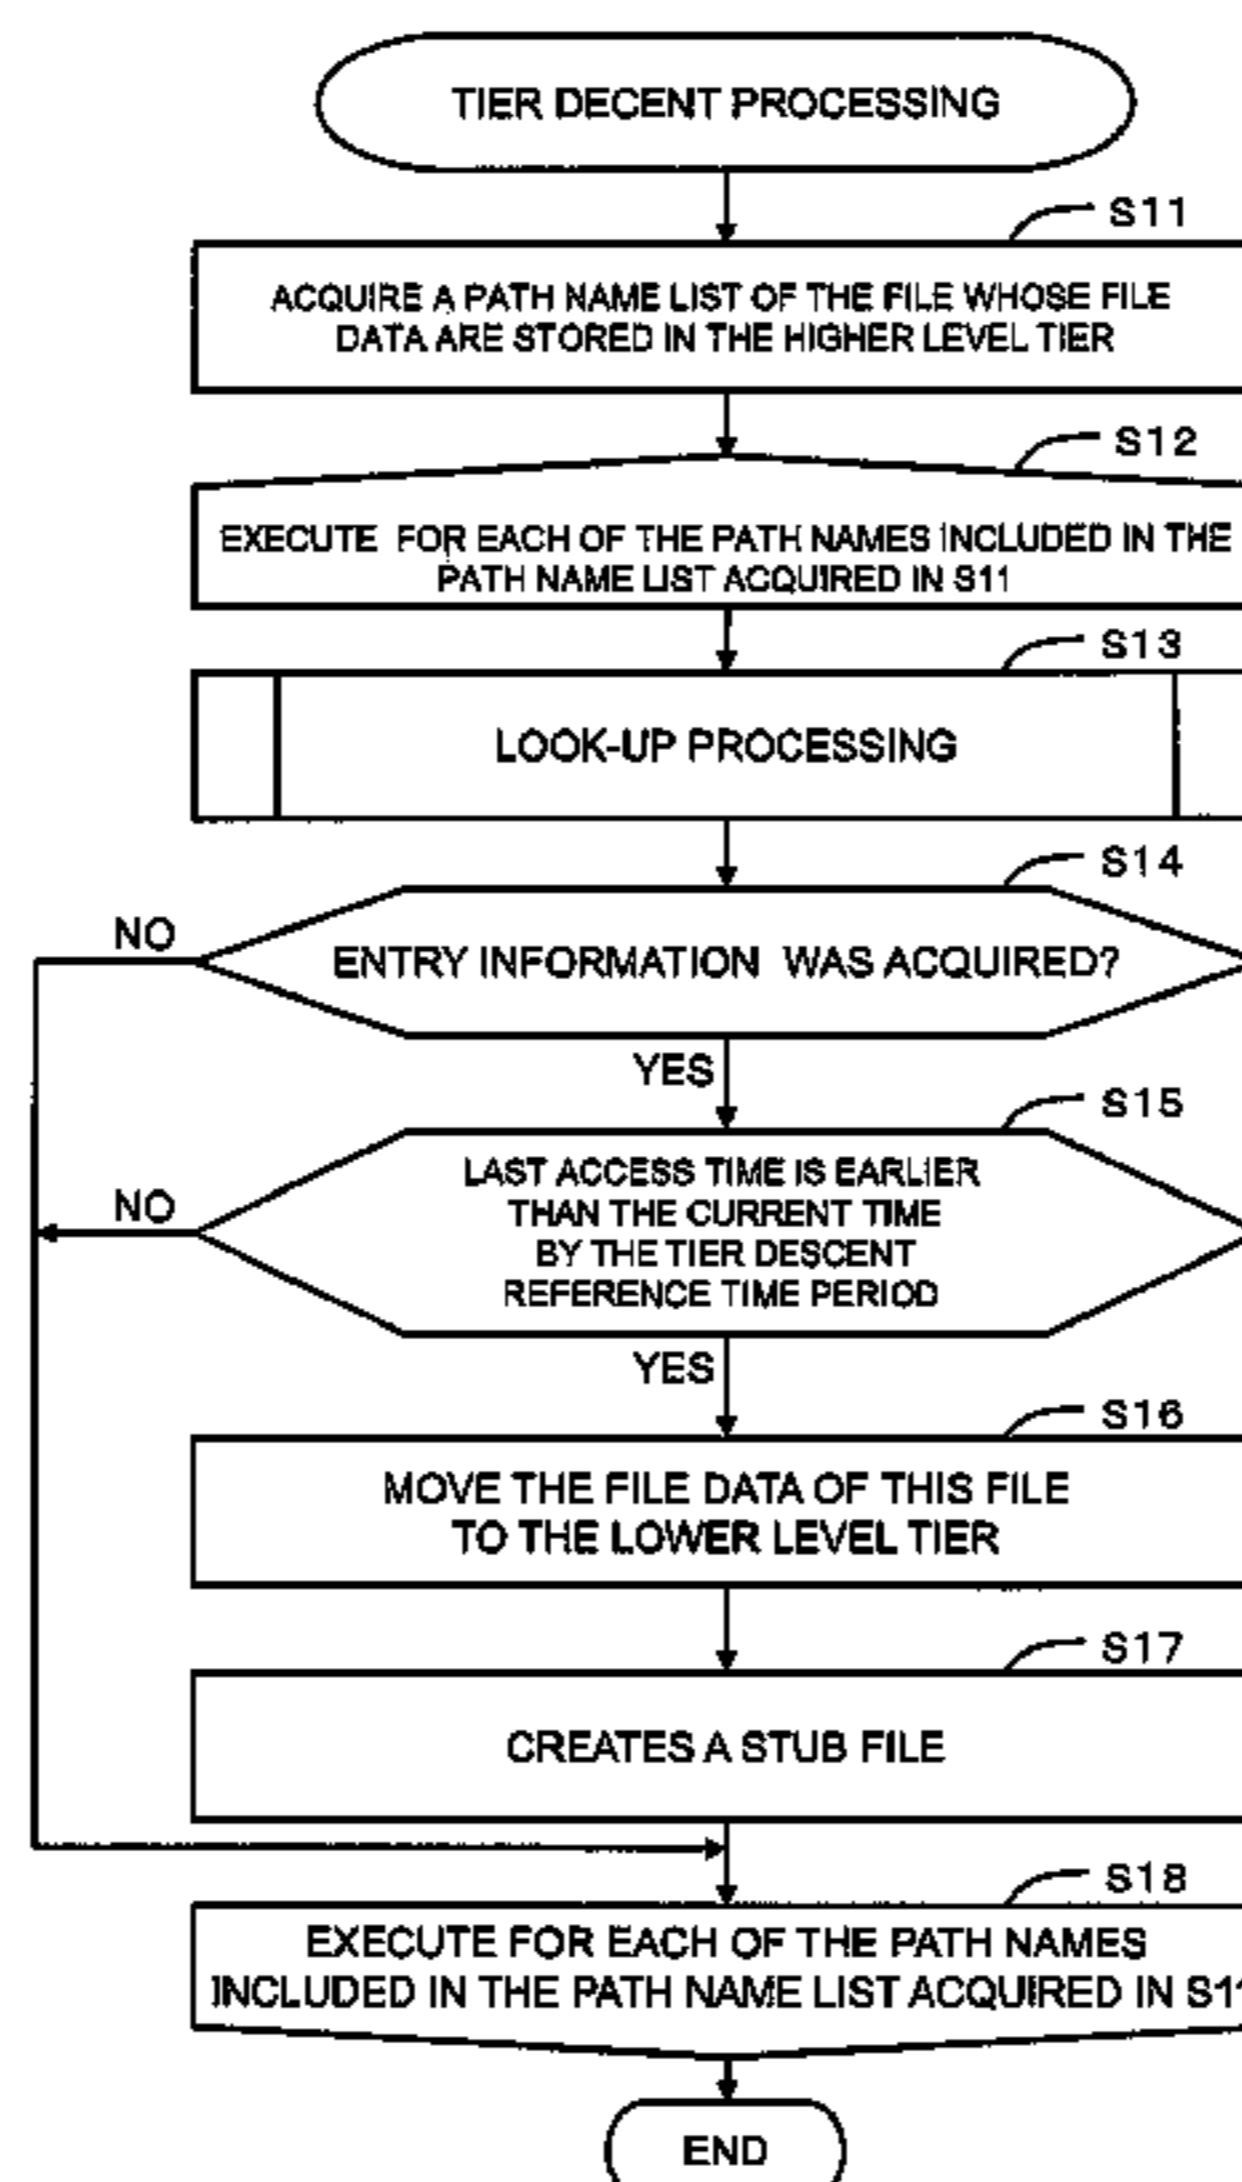 TIER DECENT PROCESSING
S11
ACQUIRE A PATH NAME LIST OF THE FILE WHOSE FILE
DATA ARE STORED IN THE HIGHER LEVEL TIER
S12
EXECUTE FOR EACH OF THE PATH NAMES INCLUDED IN THE
PATH NAME LIST ACQUIRED IN S11
S13
LOOK-UP PROCESSING
S14
NO
ENTRY INFORMATION WAS ACQUIRED?
YES
S15
NO
LAST ACCESS TIME IS EARLIER
THAN THE CURRENT TIME
BY THE TIER DESCENT
REFERENCE TIME PERIOD
YES
S16
MOVE THE FILE DATA OF THIS FILE
TO THE LOWER LEVEL TIER
S17
CREATES A STUB FILE
S18
EXECUTE FOR EACH OF THE PATH NAMES
INCLUDED IN THE PATH NAME LIST ACQUIRED IN S11
END